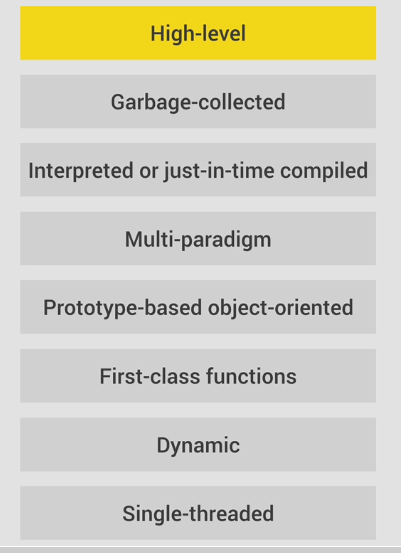 High-level
Garbage-collected
Interpreted or just-in-time compiled
Multi-paradigm
Prototype-based object-oriented
First-class functions
Dynamic
Single-threaded